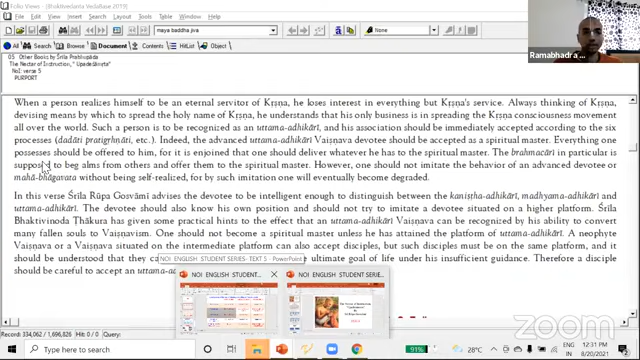 Folio Views - [Bhaktivedanta VedaBase 2019]
File Edit View Search Layout Tools Window Help
maya baddha jiva
<None>
All Search Browse Document Contents Object
05 Other Books by Śrīla Prabhupāda
The Nectar of Instruction, "Upadeśāmṛta"
NoI verse 5
PURPORT
Ramabhadra
When a person realizes himself to be an eternal servitor of Kṛṣṇa, he loses interest in everything but Kṛṣṇa's service. Always thinking of Kṛṣṇa,
devising means by which to spread the holy name of Kṛṣṇa, he understands that his only business is in spreading the Kṛṣṇa consciousness movement
all over the world. Such a person is to be recognized as an uttama-adhikārī, and his association should be immediately accepted according to the six
processes (dadāti pratigṛhṇāti, etc.). Indeed, the advanced uttama-adhikārī Vaiṣṇava devotee should be accepted as a spiritual master. Everything one
possesses should be offered to him, for it is enjoined that one should deliver whatever he has to the spiritual master. The brahmacārī in particular is
supposed to beg alms from others and offer them to the spiritual master. However, one should not imitate the behavior of an advanced devotee or
mahā-bhāgavata without being self-realized, for by such imitation one will eventually become degraded.
In this verse Śrīla Rūpa Gosvāmī advises the devotee to be intelligent enough to distinguish between the kaniṣṭha-adhikārī, madhyama-adhikārī and
uttama-adhikārī. The devotee should also know his own position and should not try to imitate a devotee situated on a higher platform. Śrīla
Bhaktivinoda Ṭhākura has given some practical hints to the effect that an uttama-adhikārī Vaiṣṇava can be recognized by his ability to convert
many fallen souls to Vaiṣṇavism. One should not become a spiritual master unless he has attained the platform of uttama-adhikārī. A neophyte
Vaiṣṇava or a Vaiṣṇava situated on the intermediate platform can also accept disciples, but such disciples must be on the same platform, and it
should be understood that they ca ultimate goal of life under his insufficient guidance. Therefore a disciple
should be careful to accept an utta
NOI ENGLISH STUDENT SERIES- TEXT 5 - PowerPoint
NOI ENGLISH STUDENT SERIES-... NOI ENGLISH STUDENT SERIES-...
zoom
Record: 334,062 / 1,696,826 Hit: 0 / 0
Type here to search
91% 28°C ENG 12:31 PM
8/20/2021